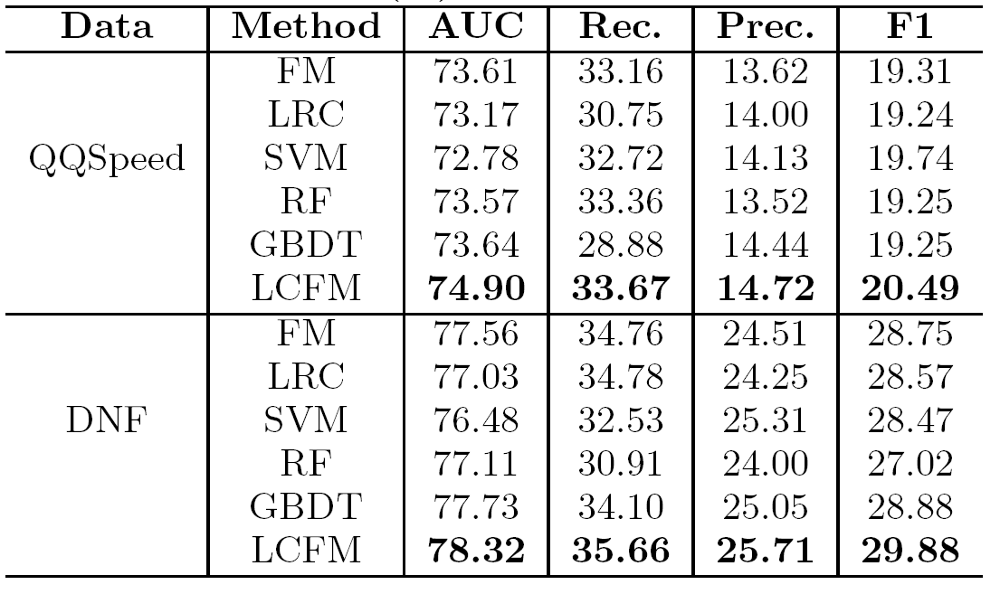 Data Method AUC Rec. Prec. F1
FM 73.61 33.16 13.62 19.31
LRC 73.17 30.75 14.00 19.24
QQSpeed SVM 72.78 32.72 14.13 19.74
RF 73.57 33.36 13.52 19.25
GBDT 73.64 28.88 14.44 19.25
LCFM 74.90 33.67 14.72 20.49
FM 77.56 34.76 24.51 28.75
LRC 77.03 34.78 24.25 28.57
DNF SVM 76.48 32.53 25.31 28.47
RF 77.11 30.91 24.00 27.02
GBDT 77.73 34.10 25.05 28.88
LCFM 78.32 35.66 25.71 29.88